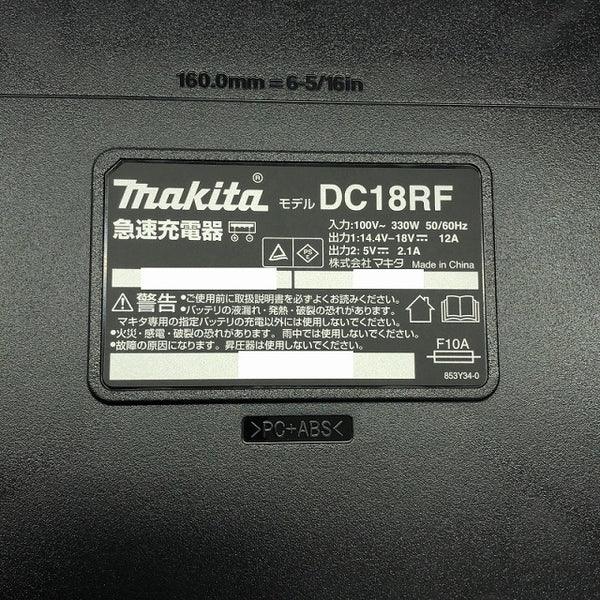 160.0mm=6-5/16in
makita® モデル DC18RF
急速充電器
入力:100V~ 330W 50/60Hz
出力1:14.4V-18V⎓ 12A
出力2: 5V⎓ 2.1A
株式会社マキタ Made in China
PS
警告
●ご使用前に取扱説明書を必ずよくお読みください。
●バッテリの液漏れ・発熱・破裂の恐れがあります。
マキタ専用の指定バッテリの充電以外には使用しないでください。
●火災・感電・破裂の恐れがあります。雨中では使用しないでください。
●故障の原因になります。昇圧器は使用しないでください。
F10A
853Y34-0
>PC+ABS<